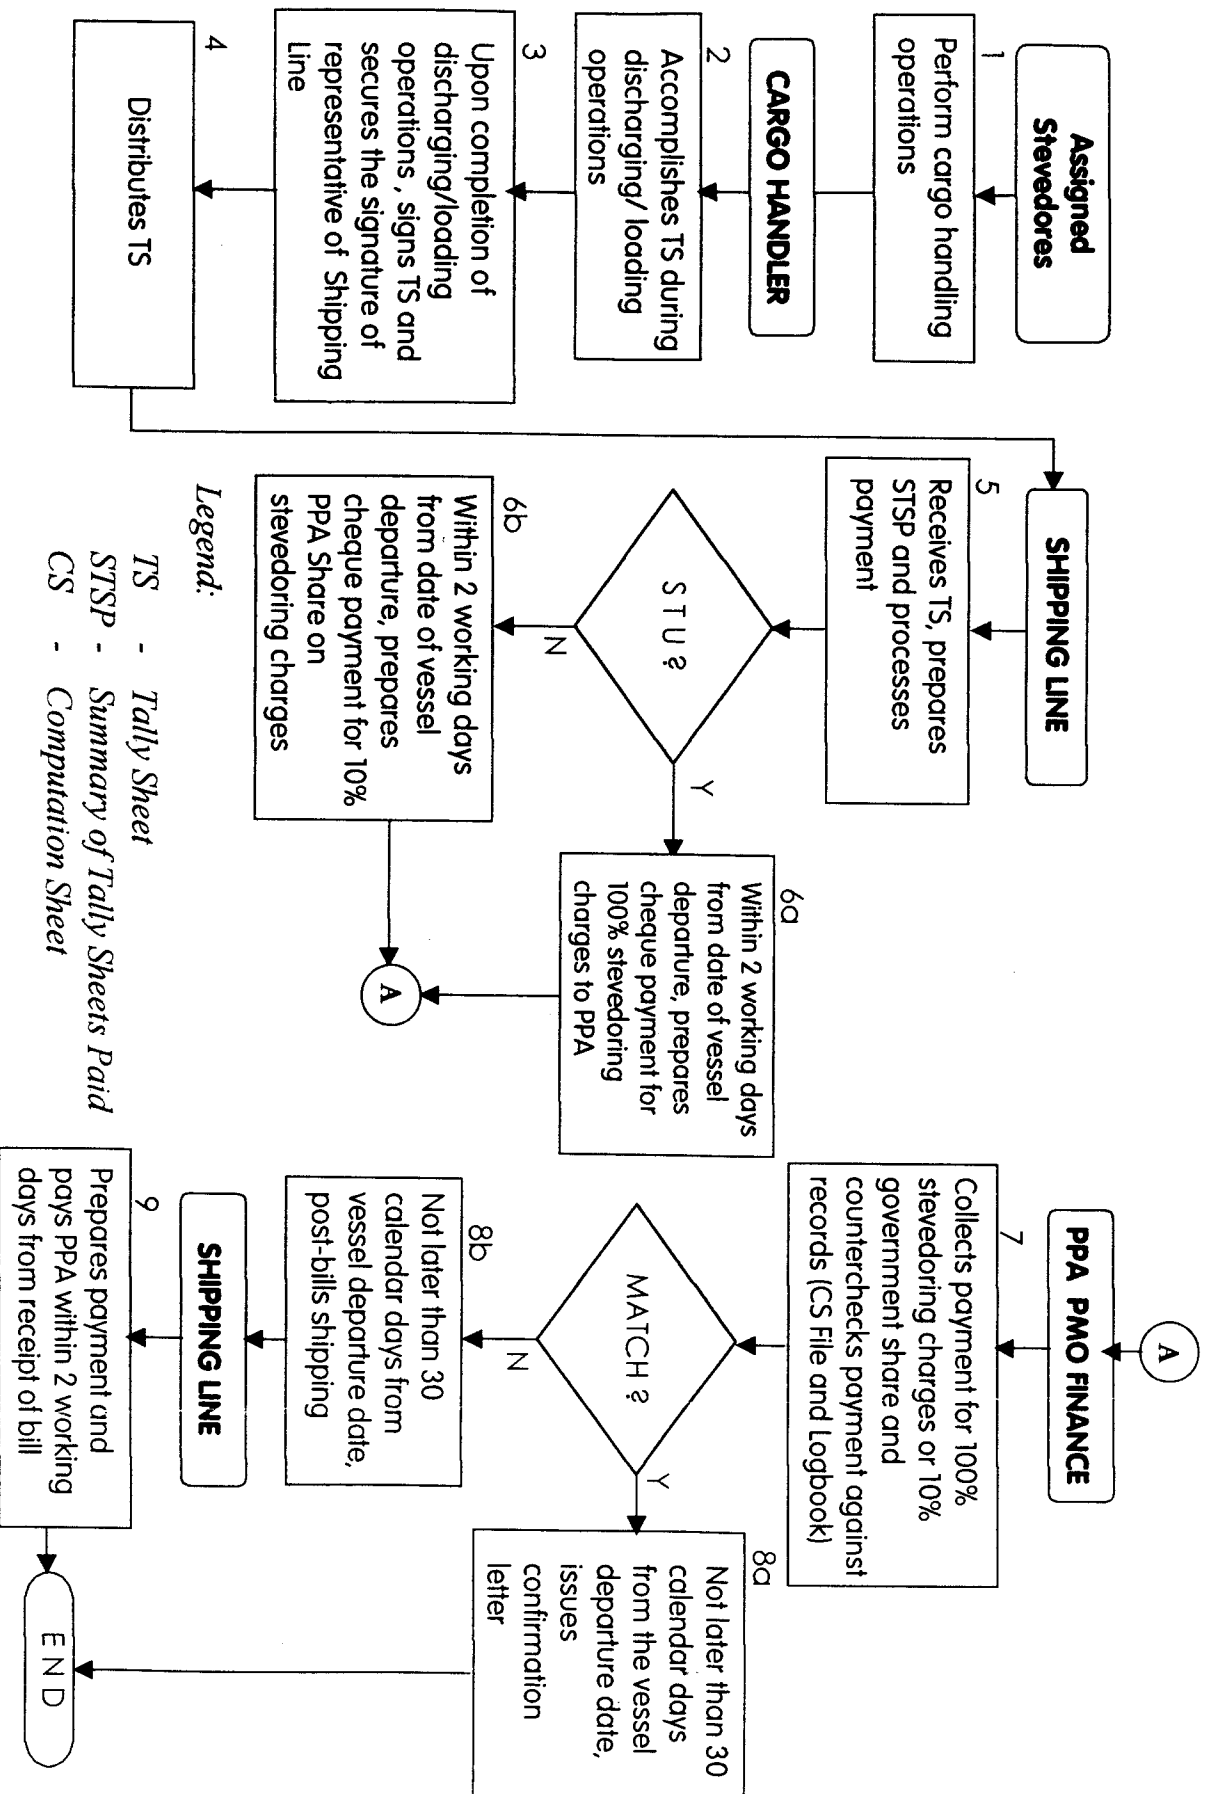 Assigned
Stevedores
1
Perform cargo handling
operations
CARGO HANDLER
2
Accomplishes TS during
discharging/ loading
operations
3
Upon completion of
discharging/loading
operations , signs TS and
secures the signature of
representative of Shipping
Line
4
Distributes TS
SHIPPING LINE
5
Receives TS, prepares
STSP and processes
payment
S T U ?
N
Y
6b
Within 2 working days
from date of vessel
departure, prepares
cheque payment for 10%
PPA Share on
stevedoring charges
6a
Within 2 working days
from date of vessel
departure, prepares
cheque payment for
100% stevedoring
charges to PPA
A
Legend:
TS - Tally Sheet
STSP - Summary of Tally Sheets Paid
CS - Computation Sheet
A
PPA PMO FINANCE
7
Collects payment for 100%
stevedoring charges or 10%
government share and
counterchecks payment against
records (CS File and Logbook)
MATCH ?
N
Y
8b
Not later than 30
calendar days from
vessel departure date,
post-bills shipping
8a
Not later than 30
calendar days
from the vessel
departure date,
issues
confirmation
letter
SHIPPING LINE
9
Prepares payment and
pays PPA within 2 working
days from receipt of bill
E N D